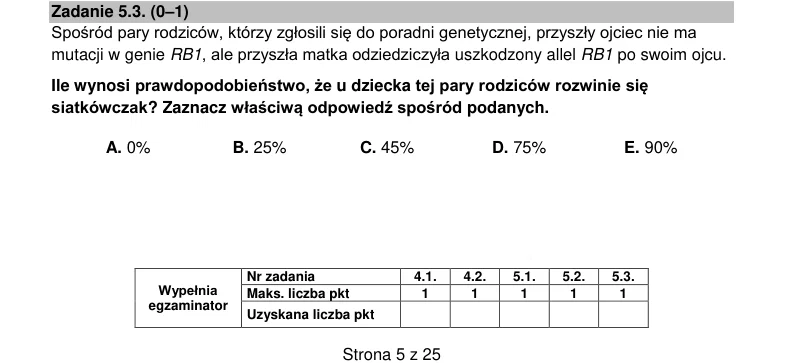 Zadanie 5.3. (0–1)
Spośród pary rodziców, którzy zgłosili się do poradni genetycznej, przyszły ojciec nie ma
mutacji w genie RB1, ale przyszła matka odziedziczyła uszkodzony allel RB1 po swoim ojcu.
Ile wynosi prawdopodobieństwo, że u dziecka tej pary rodziców rozwinie się
siatkówczak? Zaznacz właściwą odpowiedź spośród podanych.
A. 0% B. 25% C. 45% D. 75% E. 90%
Wypełnia egzaminator
Nr zadania 4.1. 4.2. 5.1. 5.2. 5.3.
Maks. liczba pkt 1 1 1 1 1
Uzyskana liczba pkt
Strona 5 z 25